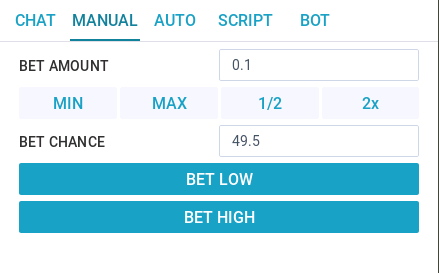 CHAT MANUAL AUTO SCRIPT BOT
BET AMOUNT 0.1
MIN MAX 1/2 2x
BET CHANCE 49.5
BET LOW
BET HIGH